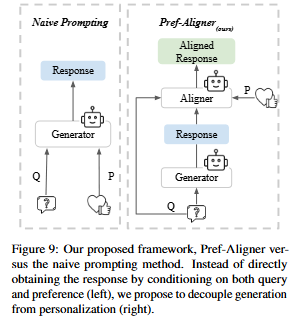 Naive Prompting
Response
Generator
Q
P
?
Pref-Aligner(ours)
Aligned
Response
Aligner
P
Response
Generator
Q
?
Figure 9: Our proposed framework, Pref-Aligner ver-
sus the naive prompting method. Instead of directly
obtaining the response by conditioning on both query
and preference (left), we propose to decouple generation
from personalization (right).